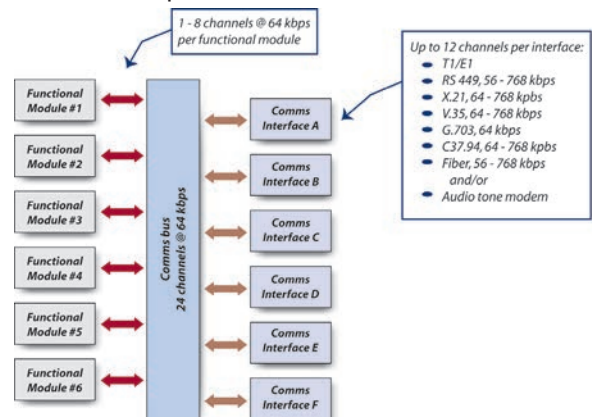 1 - 8 channels @ 64 kbps
per functional module
Up to 12 channels per interface:
T1/E1
RS 449, 56 - 768 kbps
X.21, 64 - 768 kpbs
V.35, 64 - 768 kpbs
G.703, 64 kbps
C37.94, 64 - 768 kbps
Fiber, 56 - 768 kbps
and/or
Audio tone modem
Functional
Module #1
Functional
Module #2
Functional
Module #3
Functional
Module #4
Functional
Module #5
Functional
Module #6
Comms bus
24 channels @ 64 kbps
Comms
Interface A
Comms
Interface B
Comms
Interface C
Comms
Interface D
Comms
Interface E
Comms
Interface F